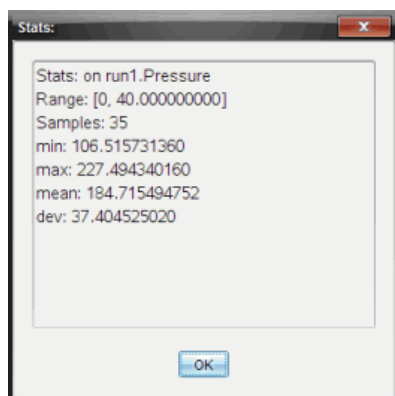 Stats:
Stats: on run1.Pressure
Range: [0, 40.000000000]
Samples: 35
min: 106.515731360
max: 227.494340160
mean: 184.715494752
dev: 37.404525020
OK